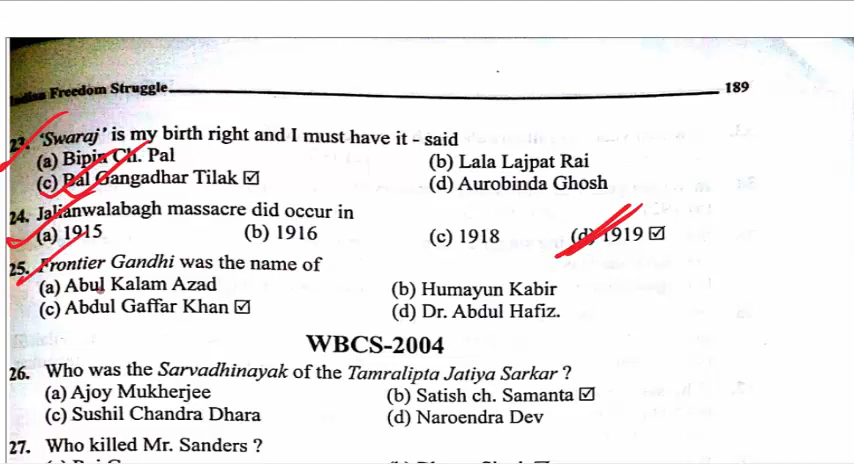 Indian Freedom Struggle 189
23. 'Swaraj' is my birth right and I must have it - said
(a) Bipin Ch. Pal (b) Lala Lajpat Rai
(c) Bal Gangadhar Tilak ☑ (d) Aurobinda Ghosh
24. Jalianwalabagh massacre did occur in
(a) 1915 (b) 1916 (c) 1918 (d) 1919 ☑
25. Frontier Gandhi was the name of
(a) Abul Kalam Azad (b) Humayun Kabir
(c) Abdul Gaffar Khan ☑ (d) Dr. Abdul Hafiz.
WBCS-2004
26. Who was the Sarvadhinayak of the Tamralipta Jatiya Sarkar ?
(a) Ajoy Mukherjee (b) Satish ch. Samanta ☑
(c) Sushil Chandra Dhara (d) Naroendra Dev
27. Who killed Mr. Sanders ?